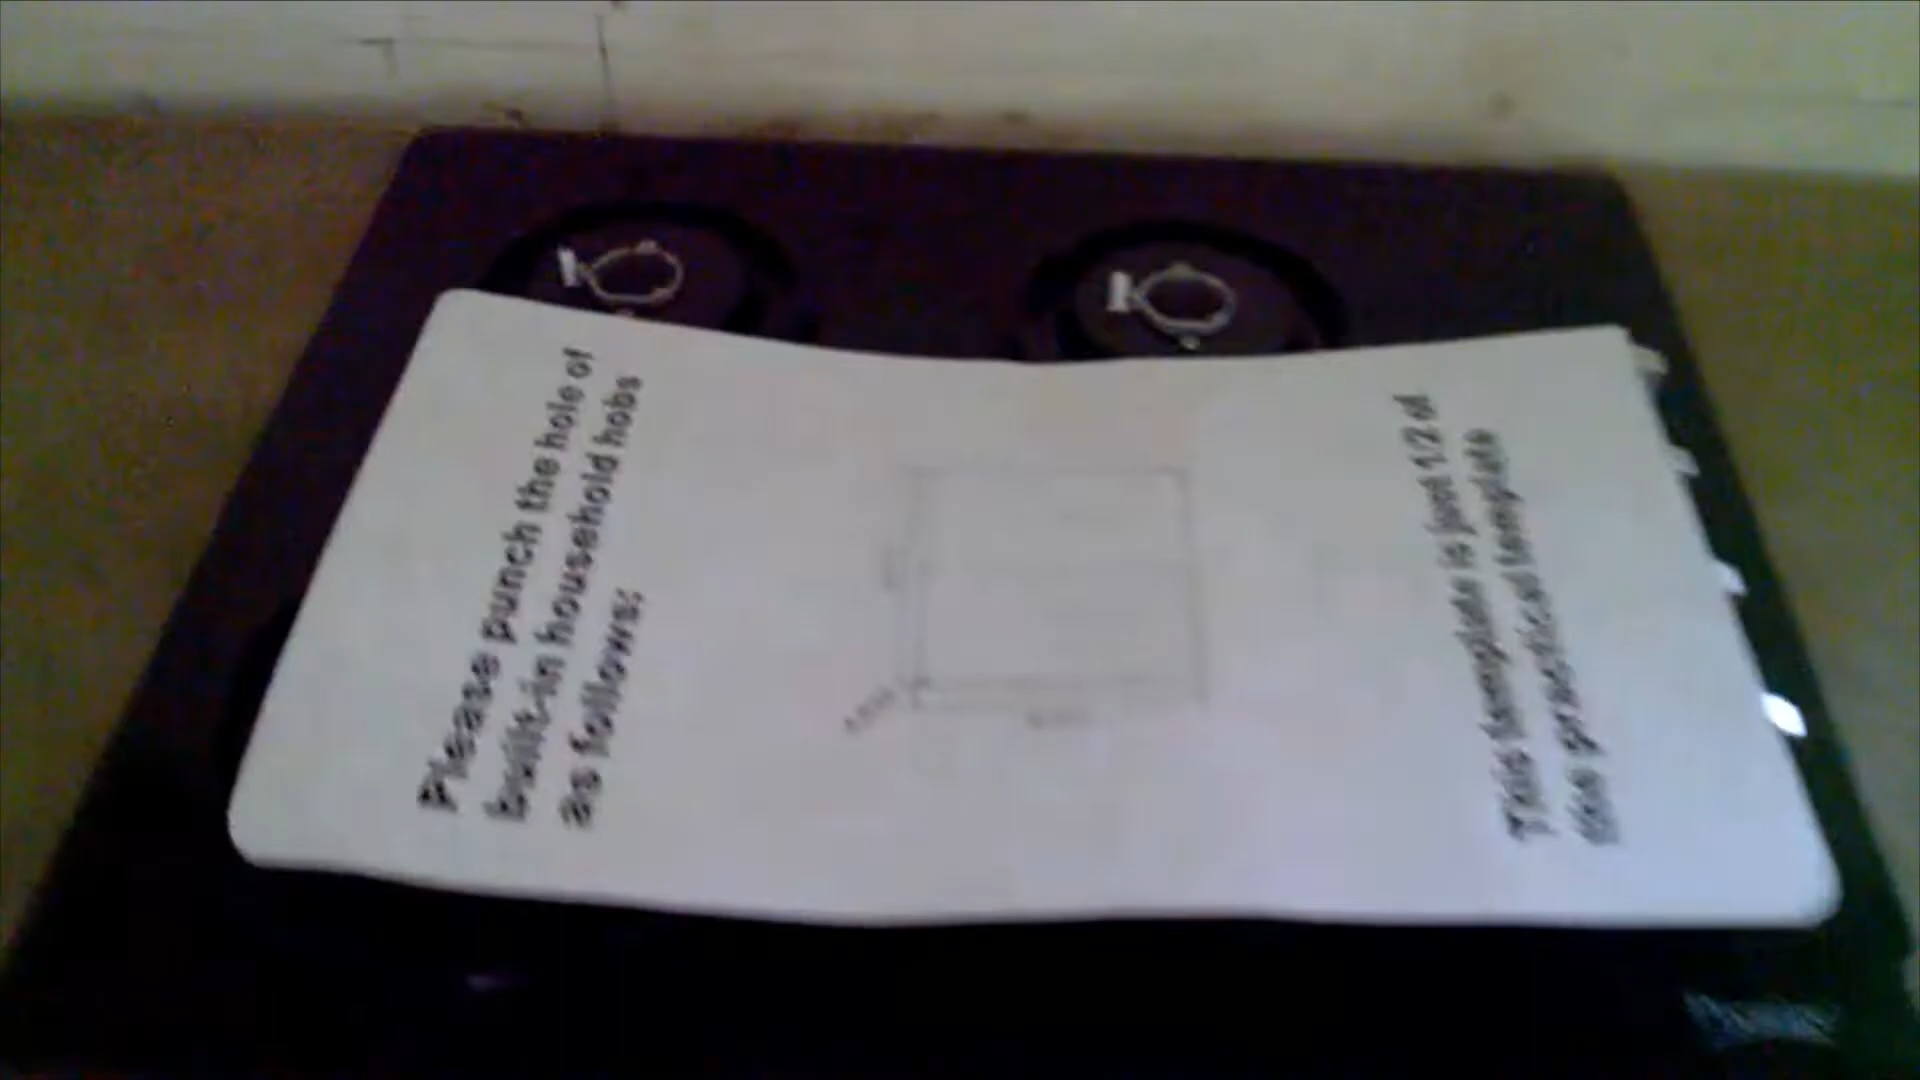 Please punch the hole of
built-in household hobs
as follows:
This template is just 1/2 of
the practical template